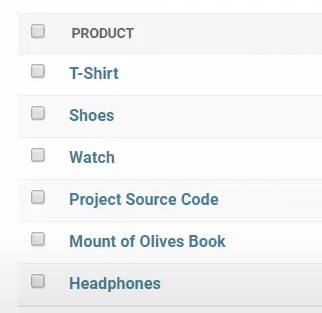 PRODUCT
T-Shirt
Shoes
Watch
Project Source Code
Mount of Olives Book
Headphones